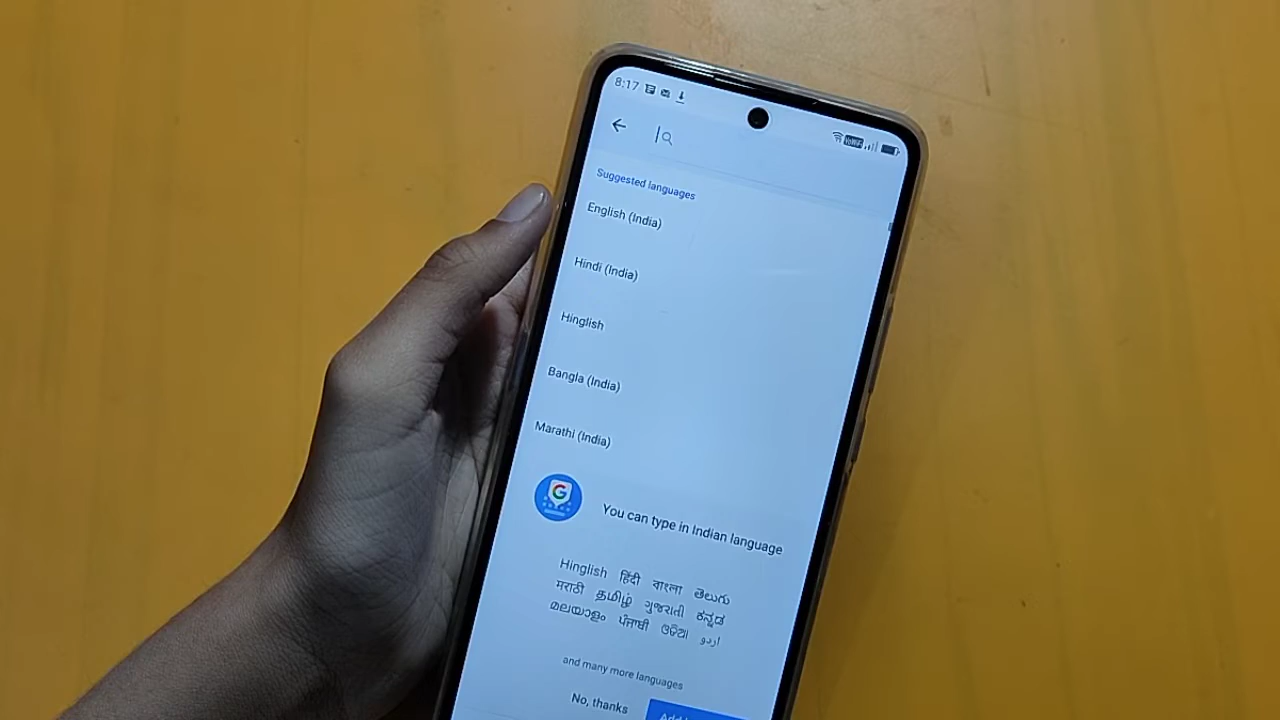 8:17
Suggested languages
English (India)
Hindi (India)
Hinglish
Bangla (India)
Marathi (India)
G
You can type in Indian language
Hinglish हिंदी বাংলা తెలుగు
मराठी தமிழ் ગુજરાતી ಕನ್ನಡ
മലയാളം ਪੰਜਾਬੀ ଓଡ଼ିଆ اردو
and many more languages
No, thanks